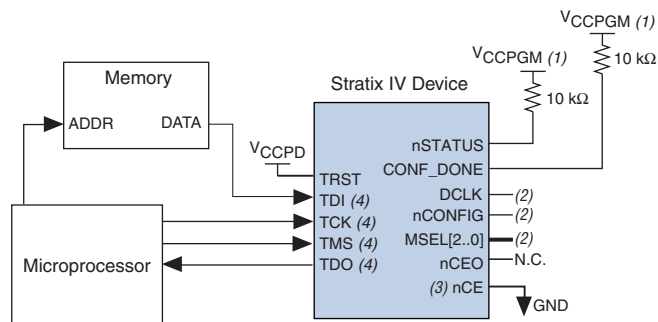 VCCPGM (1)
VCCPGM (1)
10 kΩ
10 kΩ
Memory
ADDR
DATA
Stratix IV Device
VCCPD
TRST
TDI (4)
TCK (4)
TMS (4)
TDO (4)
nSTATUS
CONF_DONE
DCLK
(2)
nCONFIG
(2)
MSEL[2..0]
(2)
nCEO
N.C.
(3) nCE
GND
Microprocessor